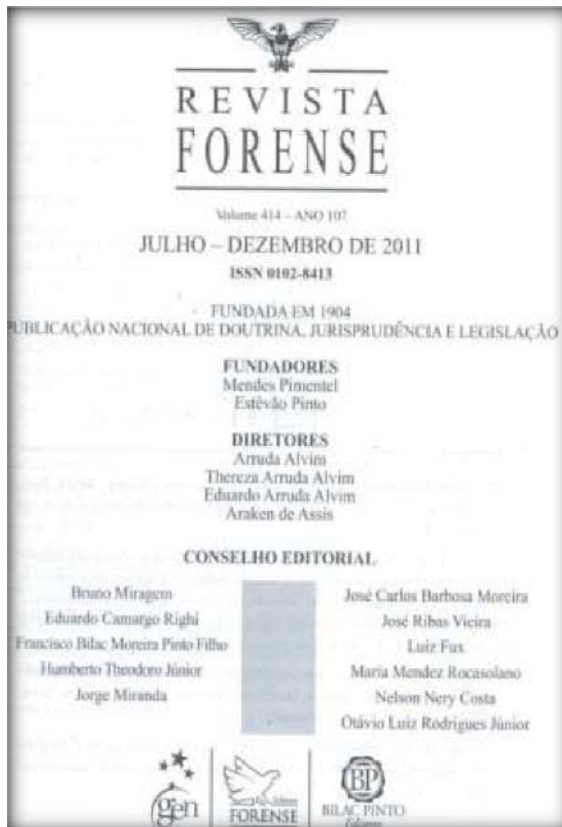 REVISTA
FORENSE
Volume 414 – ANO 107
JULHO – DEZEMBRO DE 2011
ISSN 0102-8413
FUNDADA EM 1904
PUBLICAÇÃO NACIONAL DE DOUTRINA, JURISPRUDÊNCIA E LEGISLAÇÃO
FUNDADORES
Mendes Pimentel
Estêvão Pinto
DIRETORES
Arruda Alvim
Thereza Arruda Alvim
Eduardo Arruda Alvim
Araken de Assis
CONSELHO EDITORIAL
Bruno Miragem
Eduardo Camargo Righi
Francisco Bilac Moreira Pinto Filho
Humberto Theodoro Júnior
Jorge Miranda
José Carlos Barbosa Moreira
José Ribas Vieira
Luiz Fux
Maria Mendez Rocasolano
Nelson Nery Costa
Otávio Luiz Rodrigues Júnior
gen
FORENSE
BP
BILAC PINTO
Editores